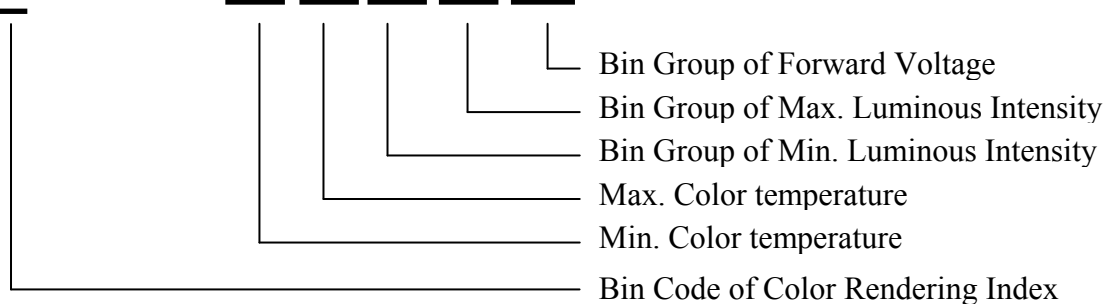 Bin Group of Forward Voltage
Bin Group of Max. Luminous Intensity
Bin Group of Min. Luminous Intensity
Max. Color temperature
Min. Color temperature
Bin Code of Color Rendering Index